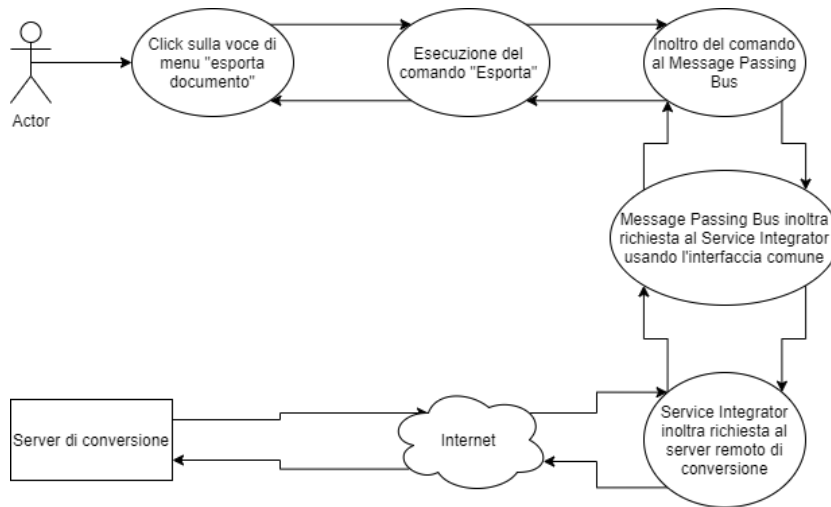 Click sulla voce di
menu "esporta
documento"
Esecuzione del
comando "Esporta"
Inoltro del comando
al Message Passing
Bus
Actor
Message Passing Bus inoltra
richiesta al Service Integrator
usando l'interfaccia comune
Service Integrator
inoltra richiesta al
server remoto di
conversione
Internet
Server di conversione